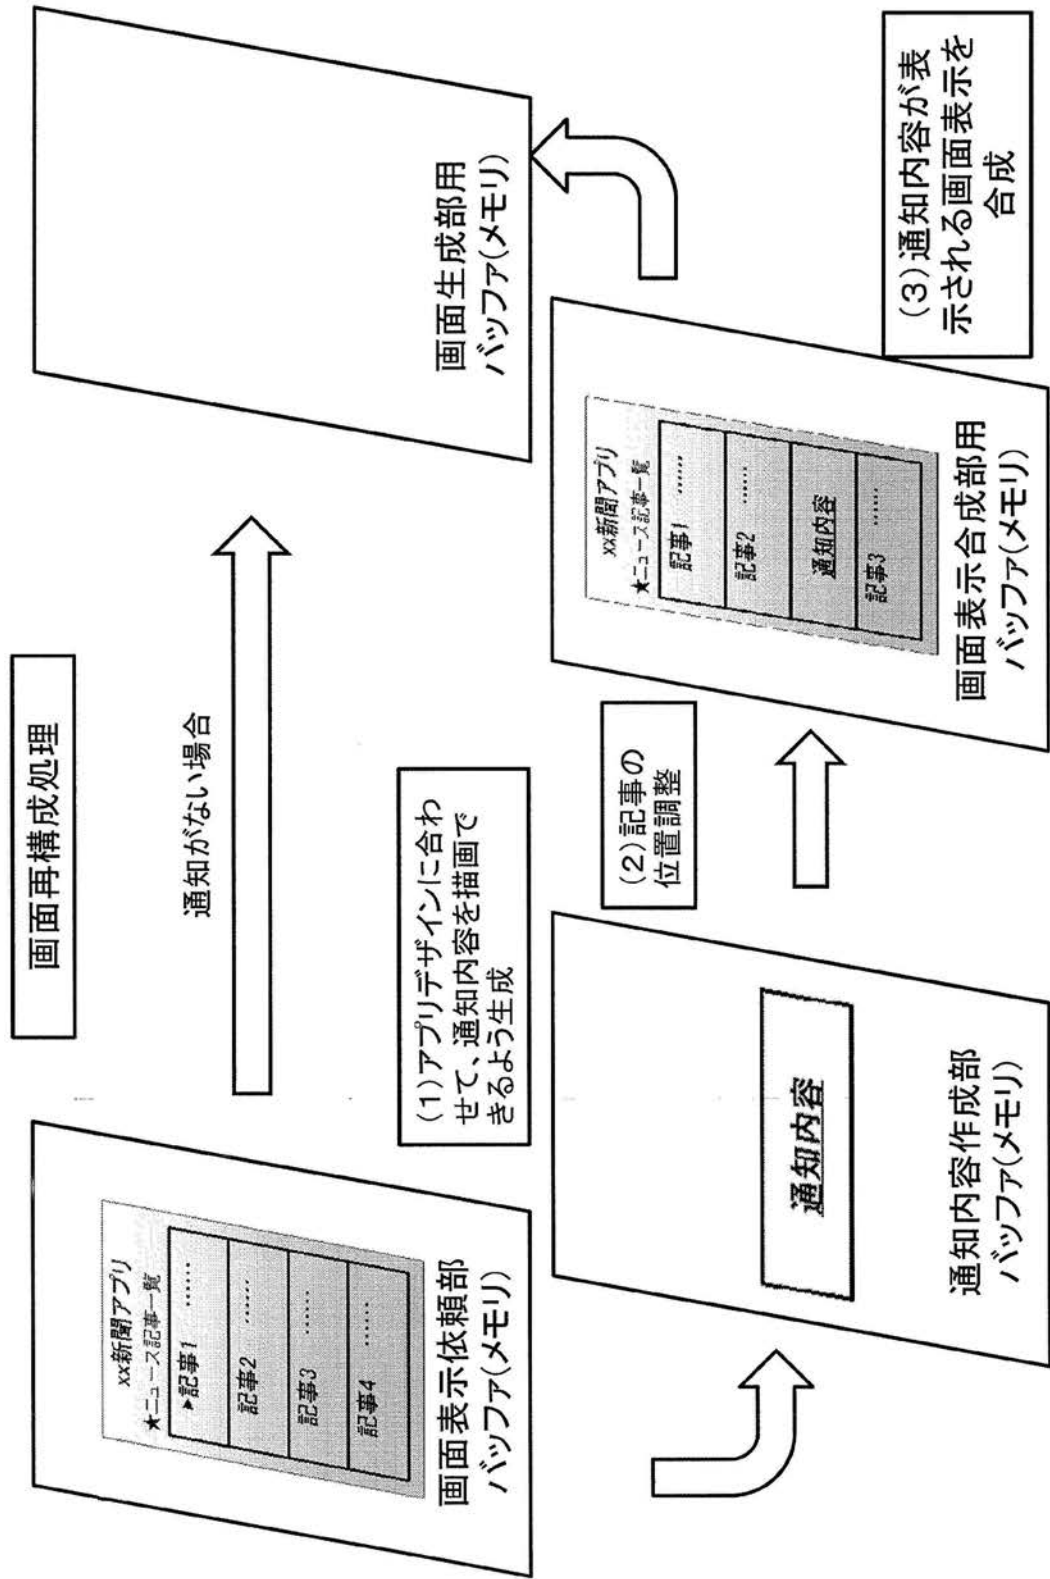 画面再構成処理
xx新聞アプリ
★ニュース記事一覧
▶記事1 ……
記事2 ……
記事3 ……
記事4 ……
画面表示依頼部
バッファ(メモリ)
通知がない場合
画面生成部用
バッファ(メモリ)
(1)アプリデザインに合わ
せて、通知内容を描画で
きるよう生成
通知内容
通知内容作成部
バッファ(メモリ)
(2)記事の
位置調整
xx新聞アプリ
★ニュース記事一覧
記事1 ……
記事2 ……
通知内容
記事3 ……
画面表示合成部用
バッファ(メモリ)
(3)通知内容が表
示される画面表示を
合成